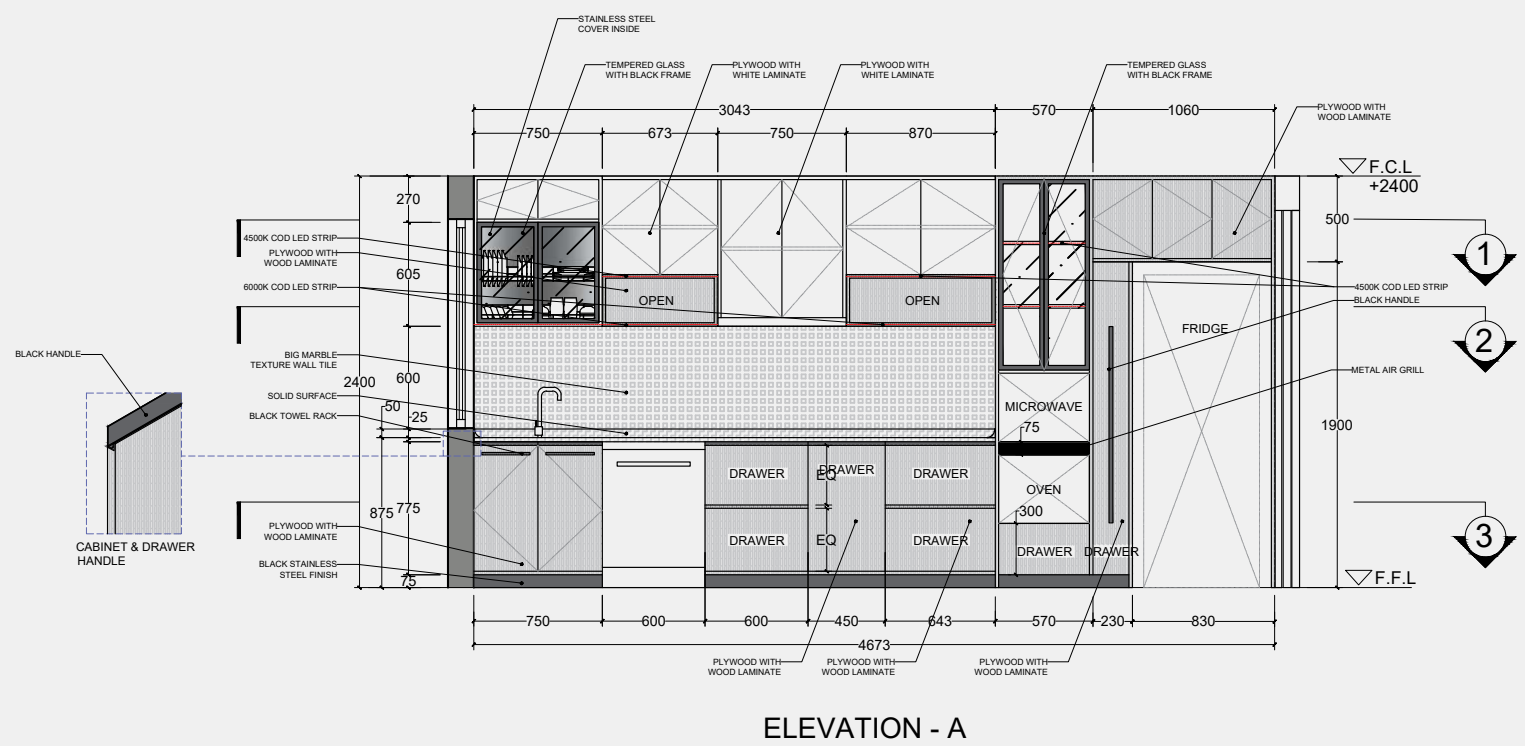 STAINLESS STEEL
COVER INSIDE
TEMPERED GLASS
WITH BLACK FRAME
PLYWOOD WITH
WHITE LAMINATE
PLYWOOD WITH
WHITE LAMINATE
TEMPERED GLASS
WITH BLACK FRAME
PLYWOOD WITH
WOOD LAMINATE
3043
570
1060
750
673
750
870
F.C.L
+2400
270
605
600
2400
50
25
775
875
75
500
1900
4500K COD LED STRIP
PLYWOOD WITH
WOOD LAMINATE
6000K COD LED STRIP
BIG MARBLE
TEXTURE WALL TILE
SOLID SURFACE
BLACK TOWEL RACK
PLYWOOD WITH
WOOD LAMINATE
BLACK STAINLESS
STEEL FINISH
BLACK HANDLE
CABINET & DRAWER
HANDLE
OPEN
OPEN
FRIDGE
MICROWAVE
75
OVEN
300
DRAWER
DRAWER
DRAWER
EQ
DRAWER
DRAWER
EQ
DRAWER
DRAWER
4500K COD LED STRIP
BLACK HANDLE
METAL AIR GRILL
1
2
3
F.F.L
750
600
600
450
643
570
230
830
4673
PLYWOOD WITH
WOOD LAMINATE
PLYWOOD WITH
WOOD LAMINATE
PLYWOOD WITH
WOOD LAMINATE
ELEVATION - A